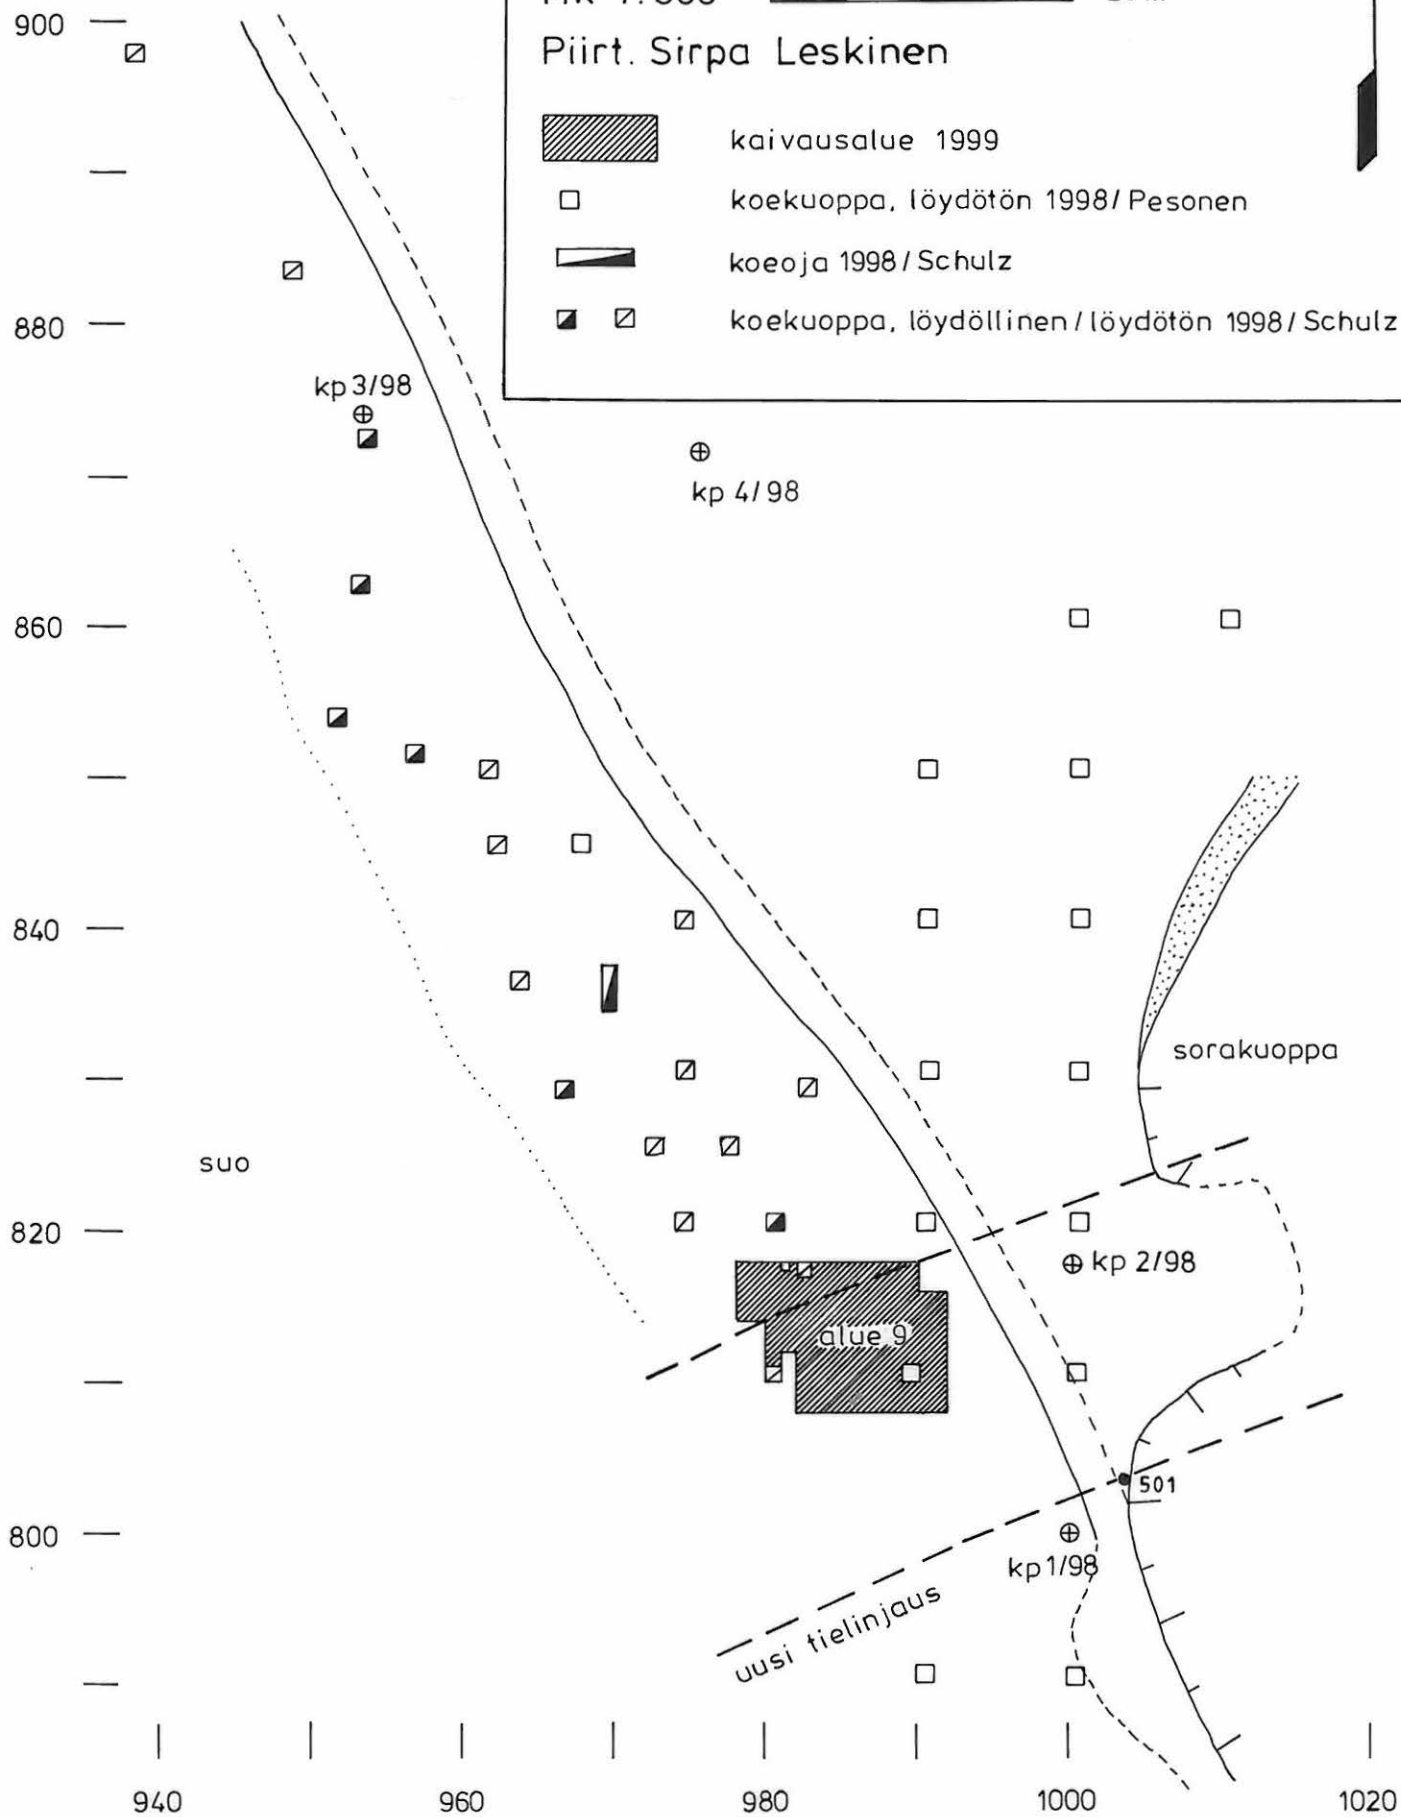 Piirt. Sirpa Leskinen
kaivausalue 1999
koekuoppa, löydötön 1998/Pesonen
koeoja 1998/Schulz
koekuoppa, löydöllinen/löydötön 1998/Schulz
900
880
kp 3/98
kp 4/98
860
840
sorakuoppa
suo
820
kp 2/98
alue 9
501
800
kp 1/98
uusi tielinjaus
940
960
980
1000
1020